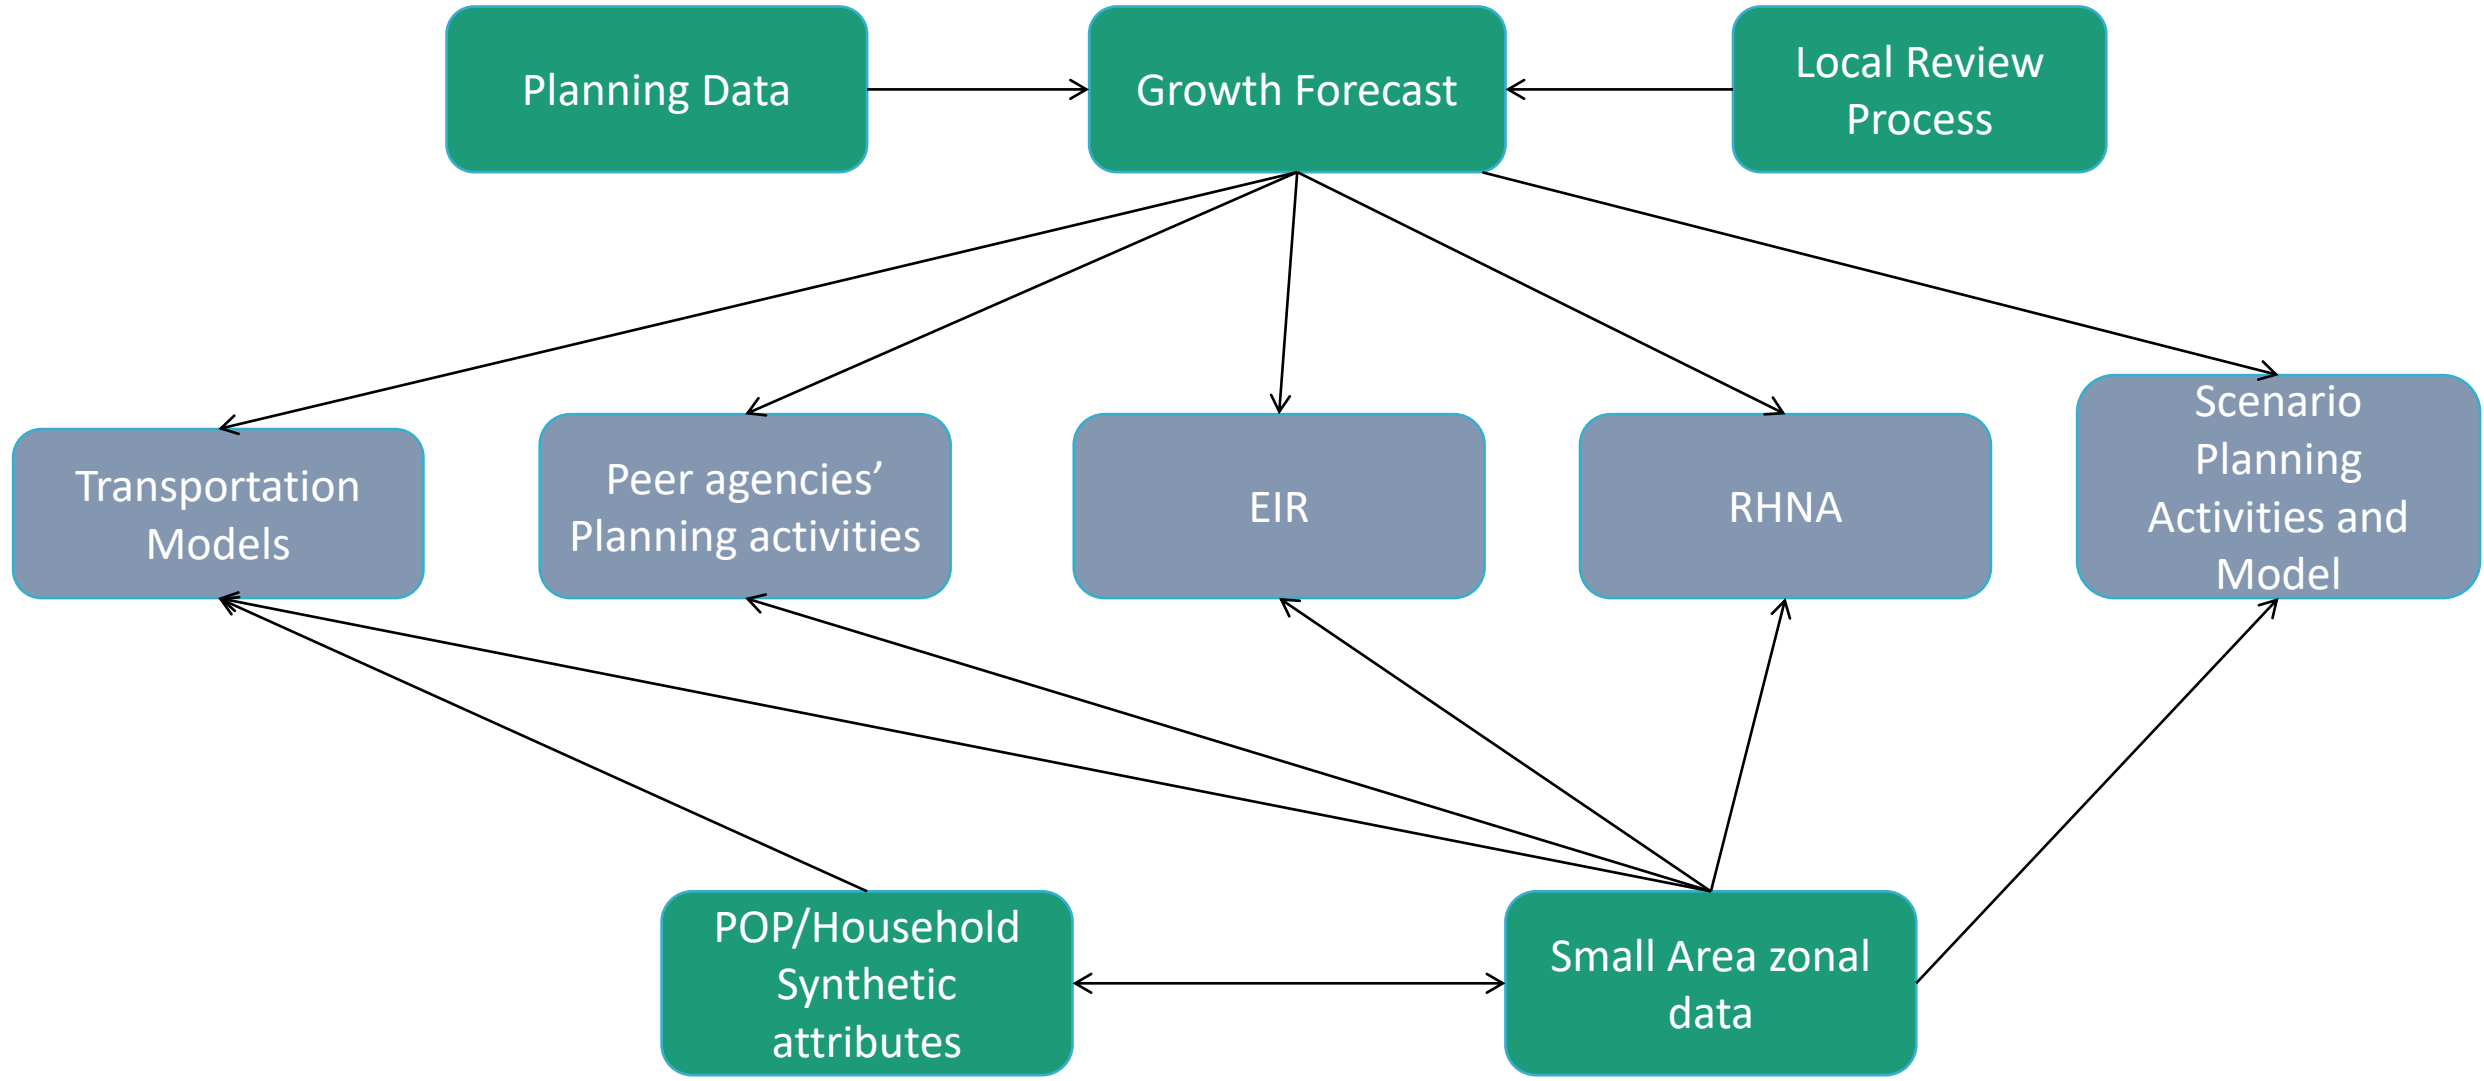 Planning Data
Growth Forecast
Local Review
Process
Transportation
Models
Peer agencies’
Planning activities
EIR
RHNA
Scenario
Planning
Activities and
Model
POP/Household
Synthetic
attributes
Small Area zonal
data